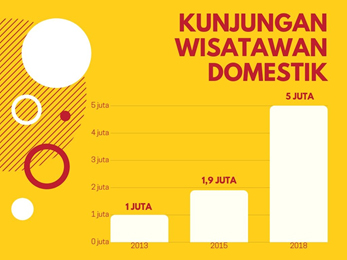 KUNJUNGAN
WISATAWAN
DOMESTIK
5 JUTA
5 juta
4 juta
3 juta
2 juta
1,9 JUTA
1 JUTA
1 juta
0 juta
2013
2015
2018